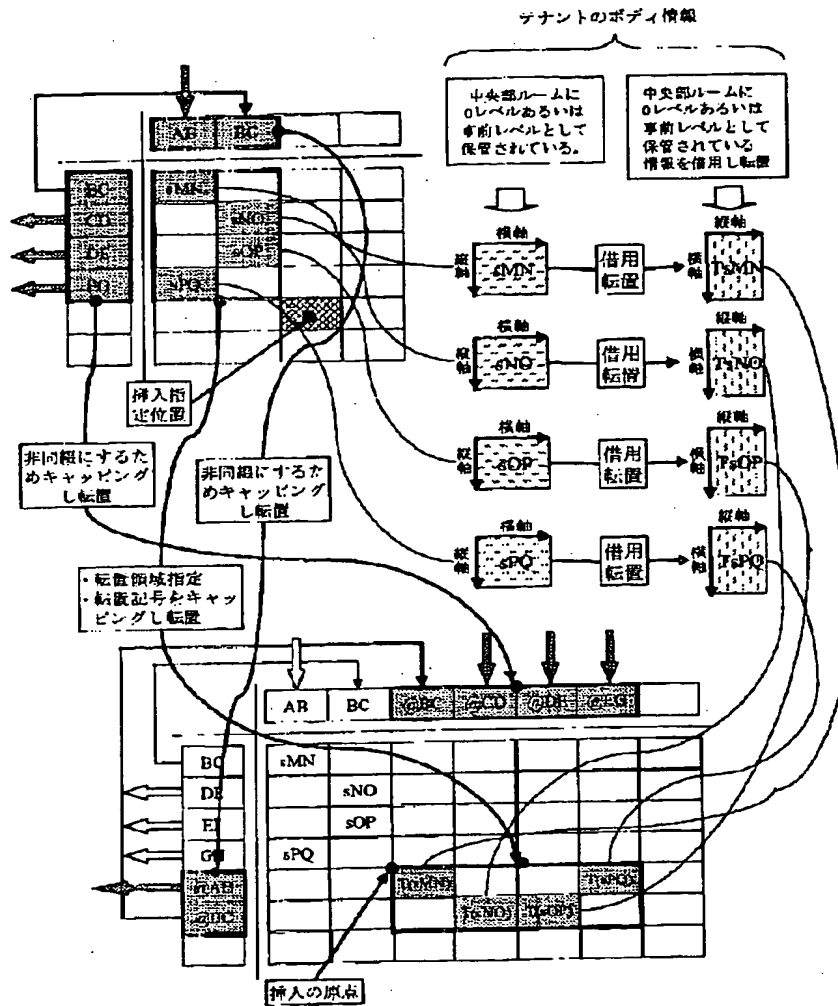 テナントのボディ情報
中央部ルームに
0レベルあるいは
事前レベルとして
保管されている。
中央部ルームに
0レベルあるいは
事前レベルとして
保管されている
情報を借用し転置
AB BC
BC
CD
DE
PQ
sMN
sNO
sOP
sPQ
横軸
縦軸
sMN
借用
転置
縦軸
横軸
TsMN
横軸
縦軸
sNO
借用
転情
縦軸
横軸
TsNO
横軸
縦軸
sOP
借用
転置
縦軸
横軸
TsOP
横軸
縦軸
sPQ
借用
転置
縦軸
横軸
TsPQ
挿入指
定位置
非同組にするた
めキャッピング
し転置
非同組にするた
めキャッピング
し転置
・転置領域指定
・転置記号をキャッ
ピングし転置
AB BC @BC @CD @DE
BC sMN
DE sNO
sOP
sPQ
@AB
@BC
T(sMN)
T(sNO) T(sOP)
T(sPQ)
挿入の原点